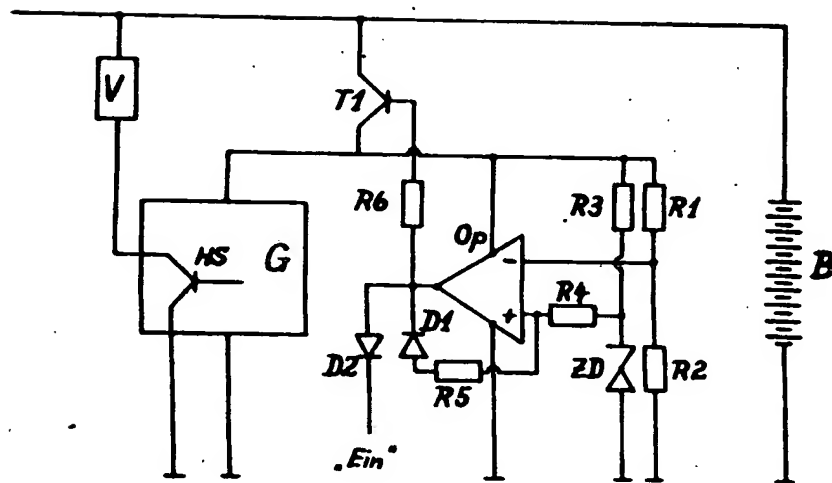 V
T1
R6
R3
R1
HS
G
Op
-
B
R4
+
D1
D2
R5
ZD
R2
"Ein"